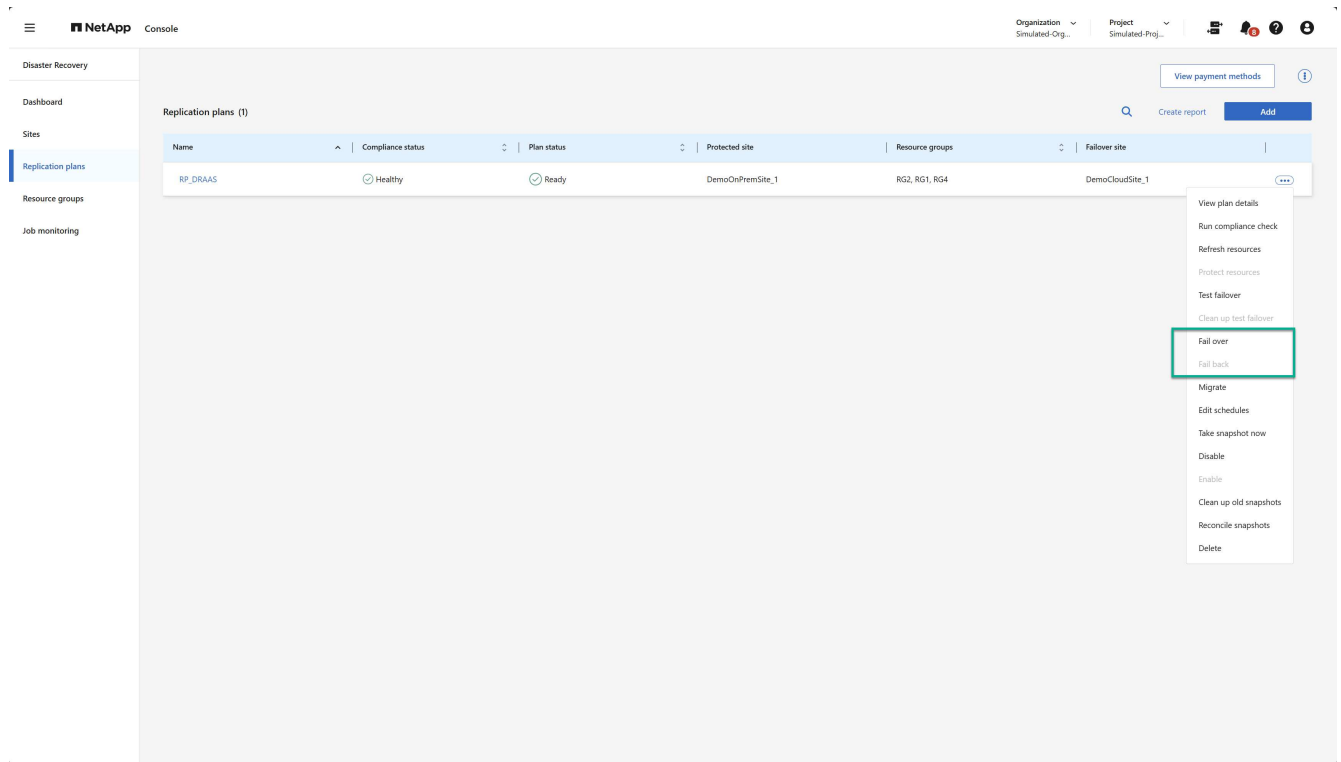 NetApp Console
Organization
Simulated-Org...
Project
Simulated-Proj...
8
Disaster Recovery
Dashboard
Sites
Replication plans
Resource groups
Job monitoring
View payment methods
Replication plans (1)
Create report
Add
Name Compliance status Plan status Protected site Resource groups Failover site
RP_DRAAS Healthy Ready DemoOnPremSite_1 RG2, RG1, RG4 DemoCloudSite_1
View plan details
Run compliance check
Refresh resources
Protect resources
Test failover
Clean up test failover
Fail over
Fail back
Migrate
Edit schedules
Take snapshot now
Disable
Enable
Clean up old snapshots
Reconcile snapshots
Delete